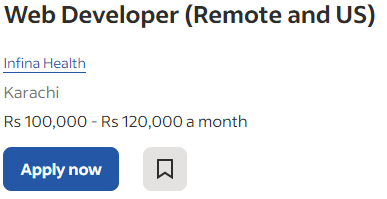 Web Developer (Remote and US)
Infina Health
Karachi
Rs 100,000 - Rs 120,000 a month
Apply now